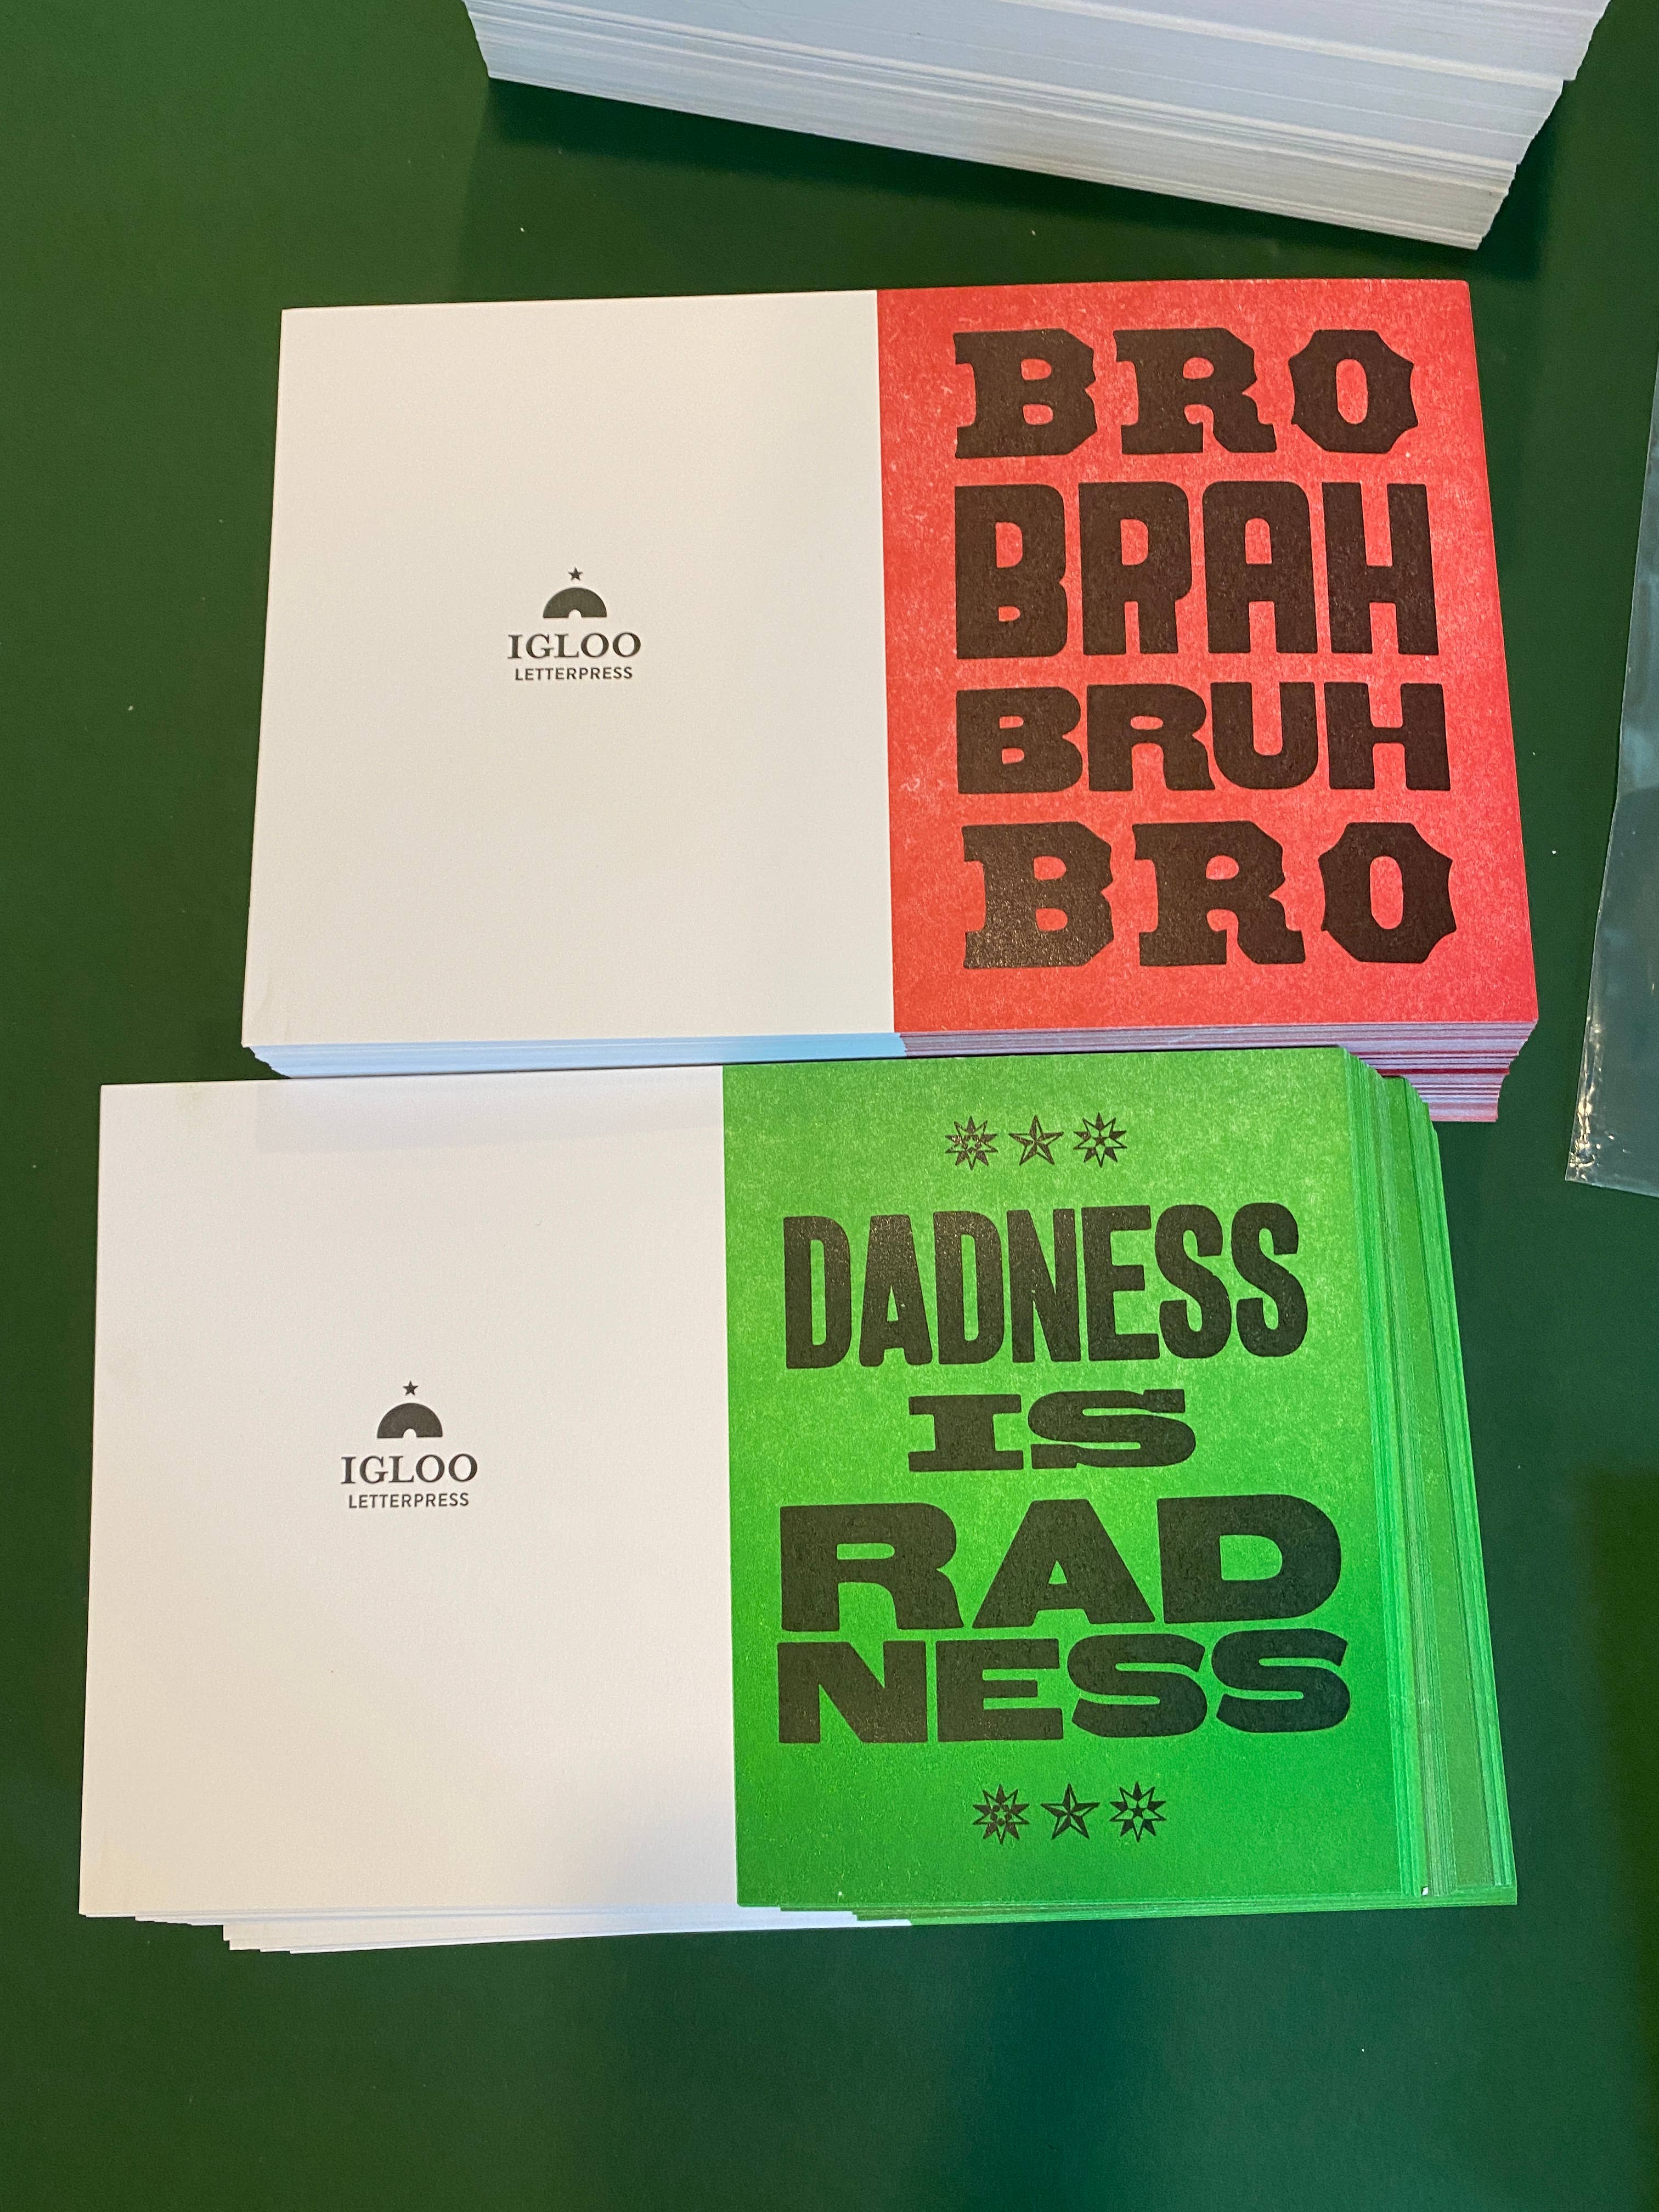 IGLOO
LETTERPRESS
BRO
BRAH
BRUH
BRO
IGLOO
LETTERPRESS
DADNESS
IS
RAD
NESS